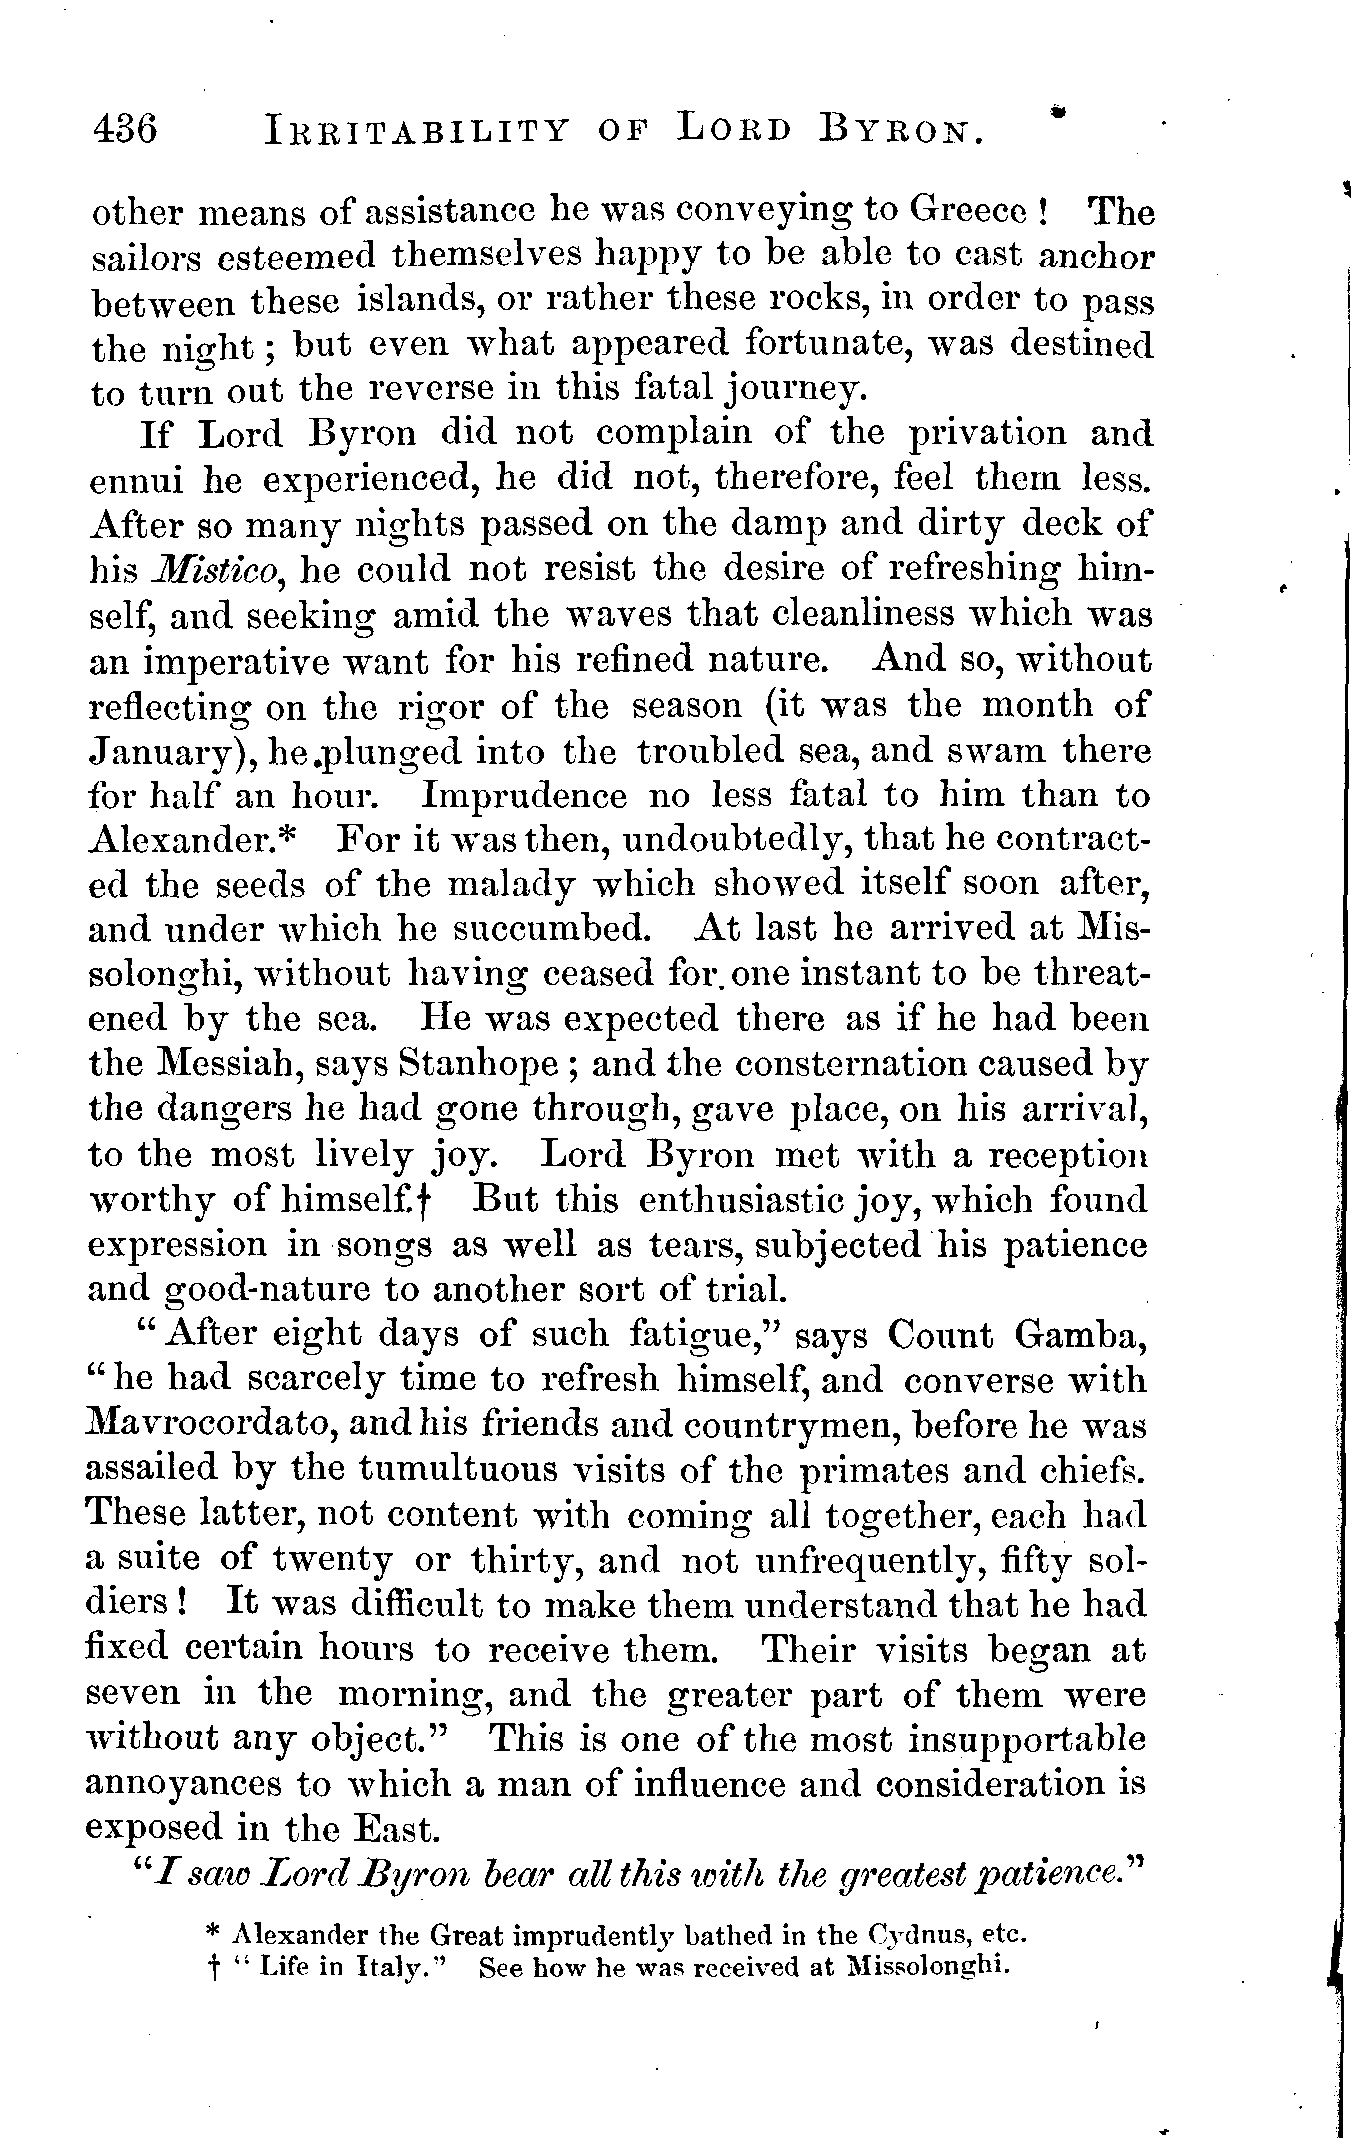 436 IRRITABILITY OF LORD BYRON.
other means of assistance he was conveying to Greece ! The
sailors esteemed themselves happy to be able to cast anchor
between these islands, or rather these rocks, in order to pass
the night ; but even what appeared fortunate, was destined
to turn out the reverse in this fatal journey.
If Lord Byron did not complain of the privation and
ennui he experienced, he did not, therefore, feel them less.
After so many nights passed on the damp and dirty deck of
his Mistico, he could not resist the desire of refreshing him-
self, and seeking amid the waves that cleanliness which was
an imperative want for his refined nature. And so, without
reflecting on the rigor of the season (it was the month of
January), he plunged into the troubled sea, and swam there
for half an hour. Imprudence no less fatal to him than to
Alexander.* For it was then, undoubtedly, that he contract-
ed the seeds of the malady which showed itself soon after,
and under which he succumbed. At last he arrived at Mis-
solonghi, without having ceased for one instant to be threat-
ened by the sea. He was expected there as if he had been
the Messiah, says Stanhope ; and the consternation caused by
the dangers he had gone through, gave place, on his arrival,
to the most lively joy. Lord Byron met with a reception
worthy of himself.† But this enthusiastic joy, which found
expression in songs as well as tears, subjected his patience
and good-nature to another sort of trial.
“ After eight days of such fatigue,” says Count Gamba,
“ he had scarcely time to refresh himself, and converse with
Mavrocordato, and his friends and countrymen, before he was
assailed by the tumultuous visits of the primates and chiefs.
These latter, not content with coming all together, each had
a suite of twenty or thirty, and not unfrequently, fifty sol-
diers ! It was difficult to make them understand that he had
fixed certain hours to receive them. Their visits began at
seven in the morning, and the greater part of them were
without any object.” This is one of the most insupportable
annoyances to which a man of influence and consideration is
exposed in the East.
“I saw Lord Byron bear all this with the greatest patience.”
* Alexander the Great imprudently bathed in the Cydnus, etc.
† “ Life in Italy.” See how he was received at Missolonghi.